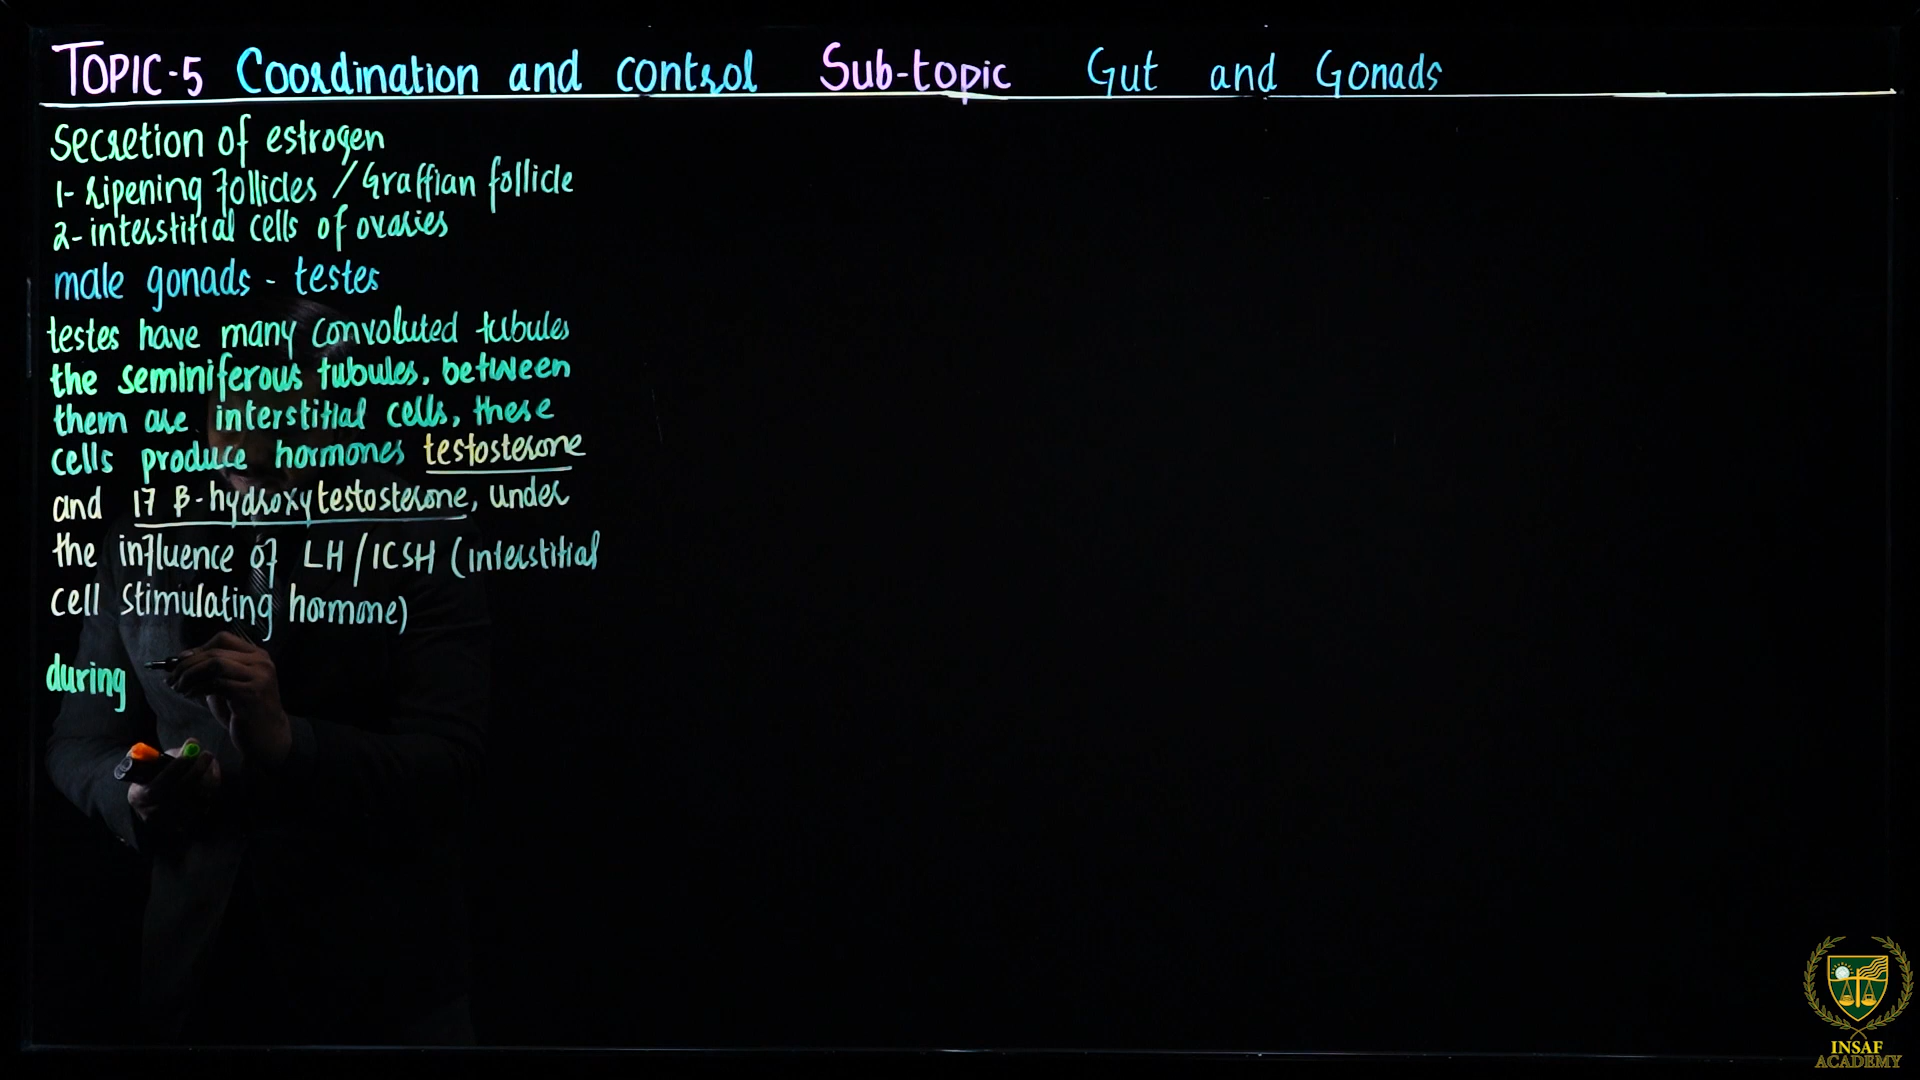 TOPIC-5 Coordination and control Sub-topic Gut and Gonads
Secretion of estrogen
1- ripening follicles / Graffian follicle
2- interstitial cells of ovaries
male gonads - testes
testes have many convoluted tubules
the seminiferous tubules, between
them are interstitial cells, these
cells produce hormones testosterone
and 17 β-hydroxytestosterone, under
the influence of LH/ICSH (interstitial
cell stimulating hormone)
during
INSAF
ACADEMY